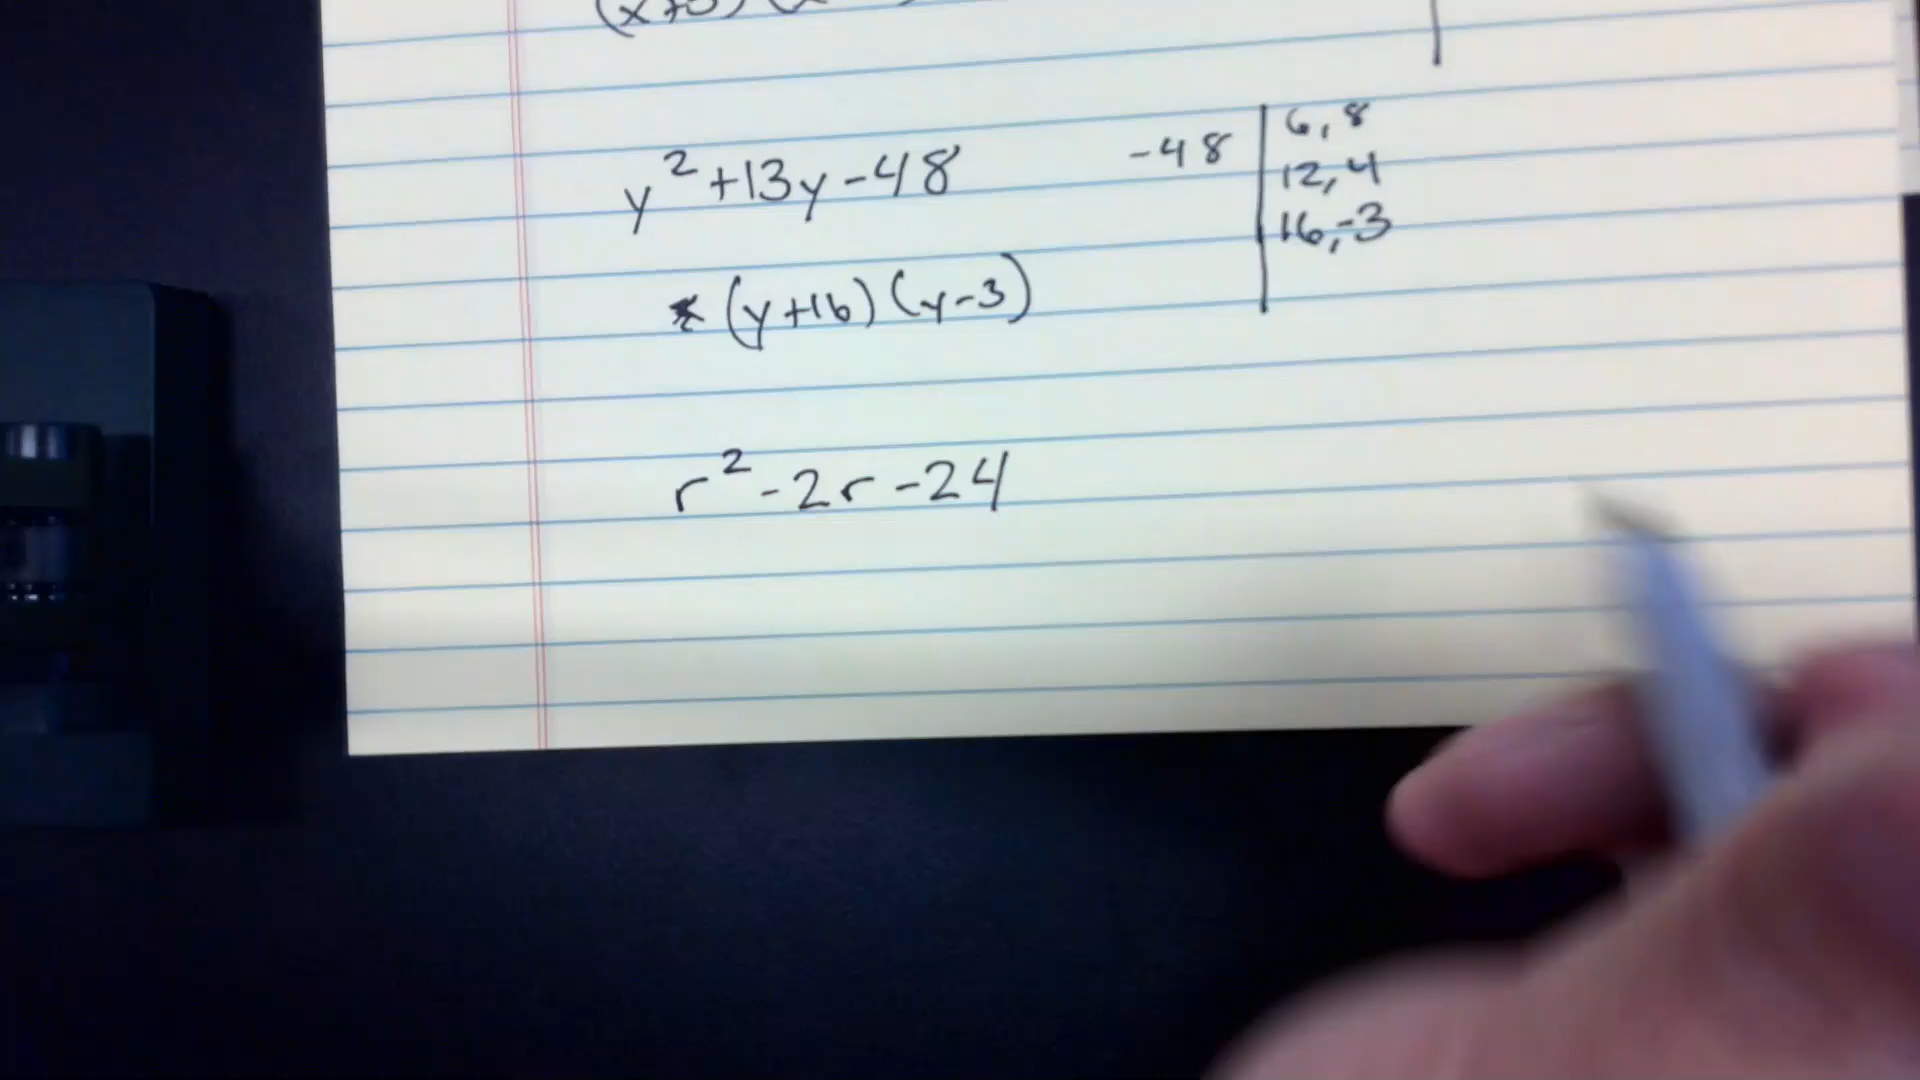 y²+13y-48
-48
6, 8
12, 4
16, -3
(y+16)(y-3)
r²-2r-24